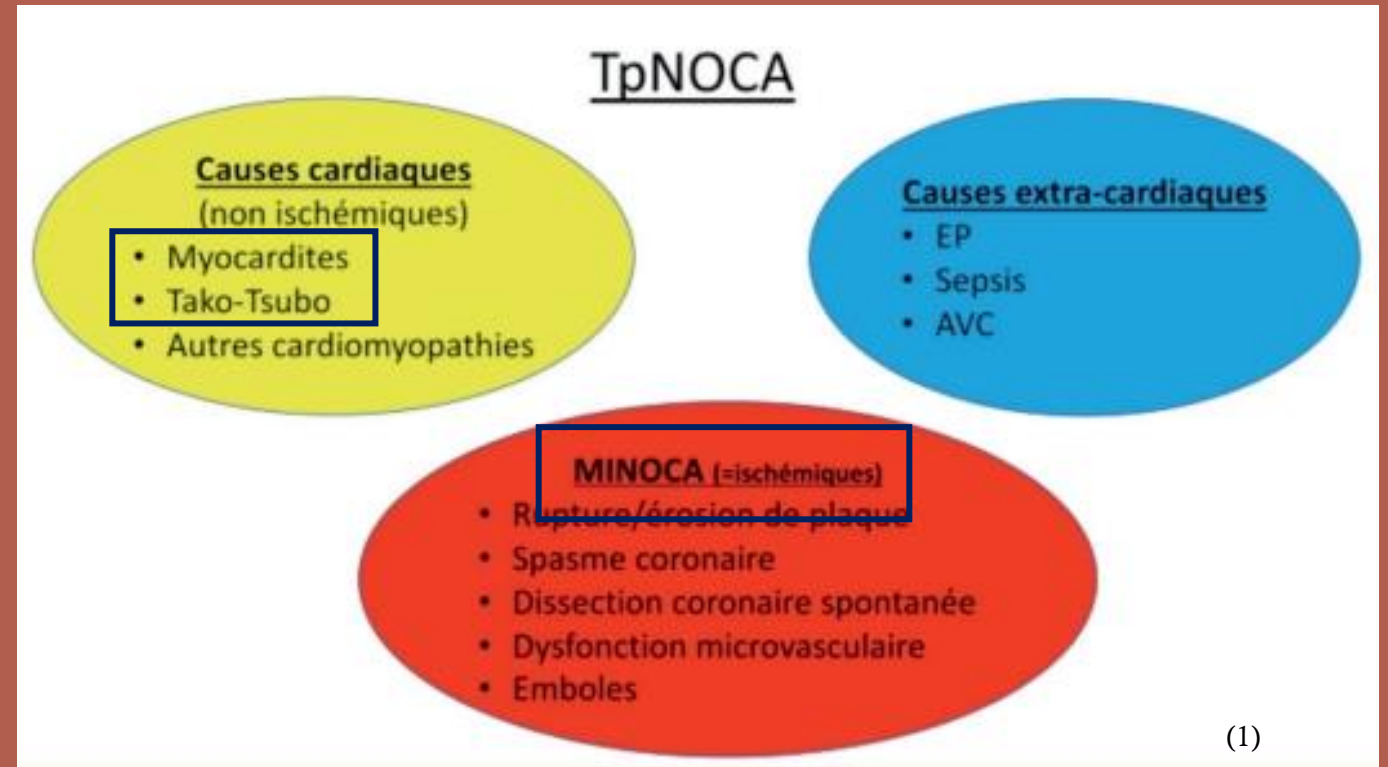 TpNOCA
Causes cardiaques
(non ischémiques)
• Myocardites
• Tako-Tsubo
• Autres cardiomyopathies
Causes extra-cardiaques
• EP
• Sepsis
• AVC
MINOCA (=ischémiques)
• Rupture/érosion de plaque
• Spasme coronaire
• Dissection coronaire spontanée
• Dysfonction microvasculaire
• Emboles
(1)